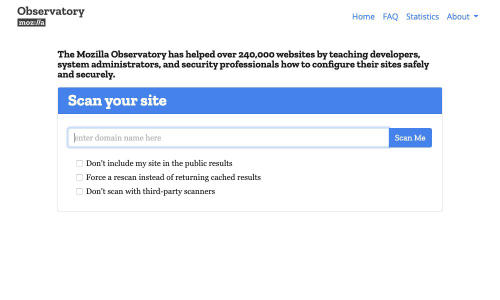 Observatory
moz://a
Home FAQ Statistics About
The Mozilla Observatory has helped over 240,000 websites by teaching developers,
system administrators, and security professionals how to configure their sites safely
and securely.
Scan your site
enter domain name here
Scan Me
Don't include my site in the public results
Force a rescan instead of returning cached results
Don't scan with third-party scanners